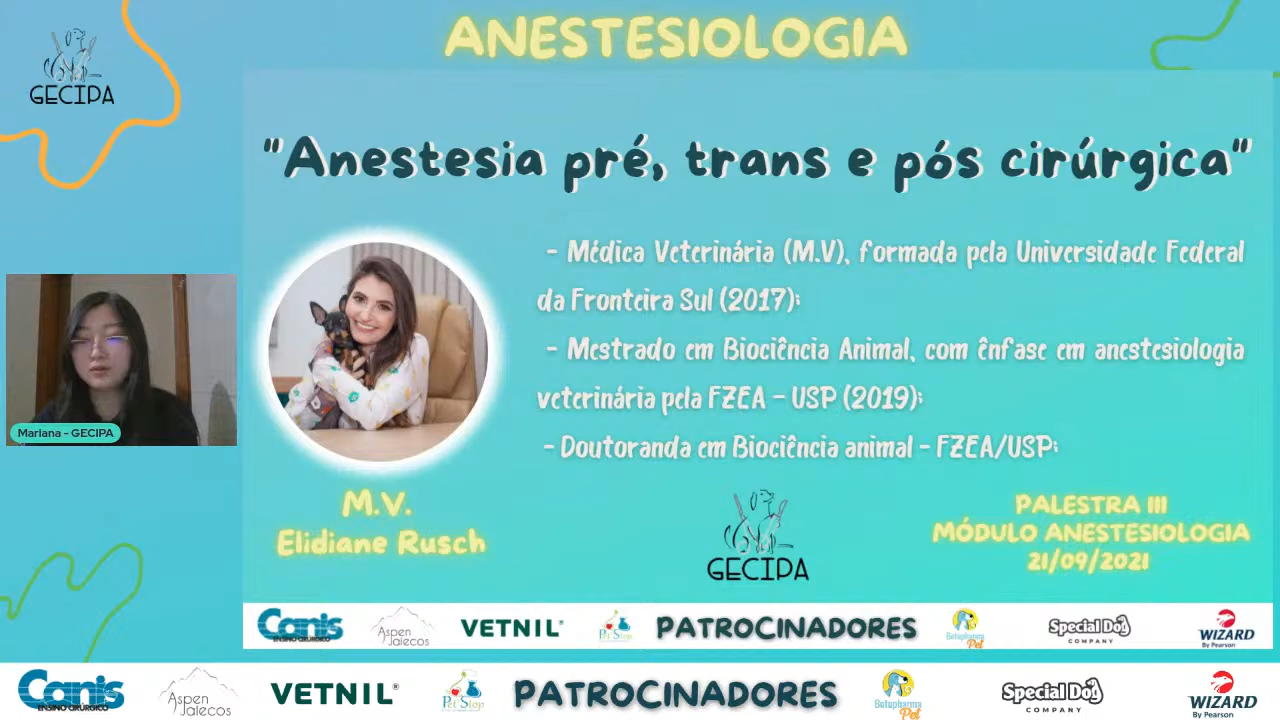 ANESTESIOLOGIA
GECIPA
"Anestesia pré, trans e pós cirúrgica"
- Médica Veterinária (M.V), formada pela Universidade Federal
da Fronteira Sul (2017);
- Mestrado em Biociência Animal, com ênfase em anestesiologia
veterinária pela FZEA - USP (2019);
- Doutoranda em Biociência animal - FZEA/USP;
Mariana - GECIPA
M.V.
Elidiane Rusch
GECIPA
PALESTRA III
MÓDULO ANESTESIOLOGIA
21/09/2021
Canis
ENSINO CIRÚRGICO
Aspen
Jalecos
VETNIL®
Pet Stop
PATROCINADORES
Botupharma
Pet
Special Dog
COMPANY
WIZARD
By Pearson
Canis
ENSINO CIRÚRGICO
Aspen
Jalecos
VETNIL®
Pet Stop
PATROCINADORES
Botupharma
Pet
Special Dog
COMPANY
WIZARD
By Pearson